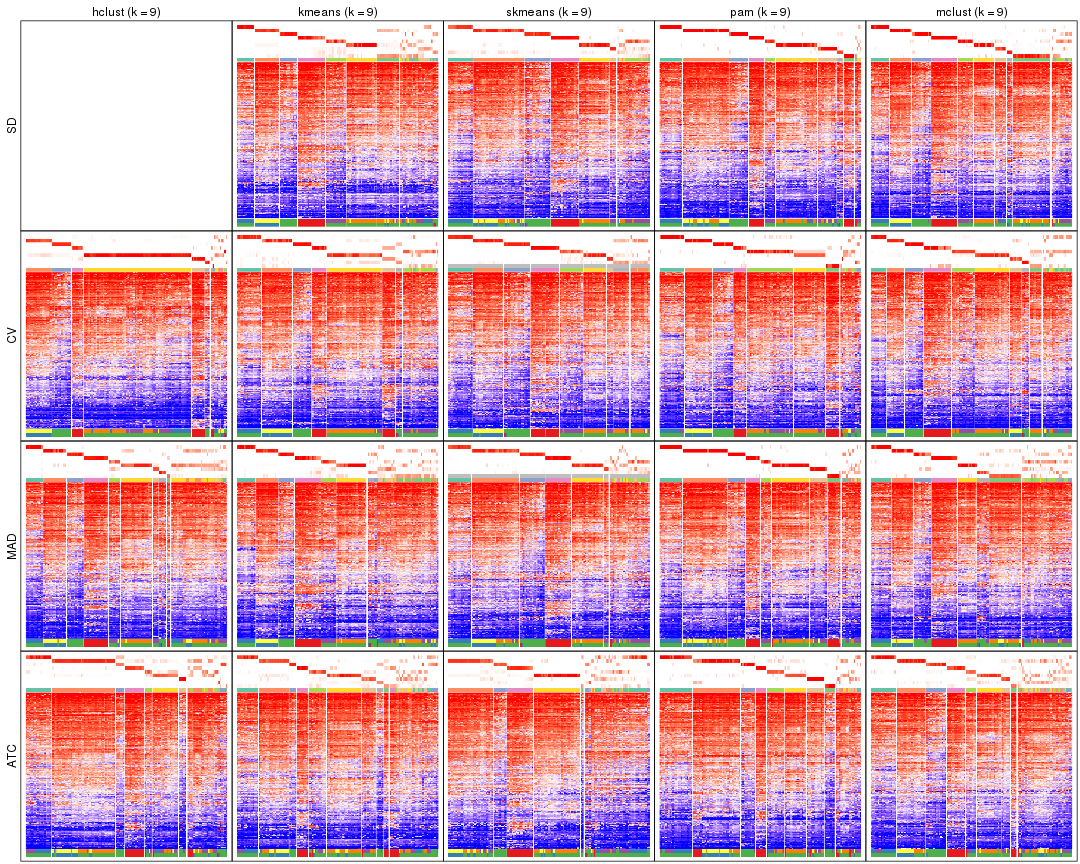 hclust (k = 9) kmeans (k = 9) skmeans (k = 9) pam (k = 9) mclust (k = 9)
SD
CV
MAD
ATC